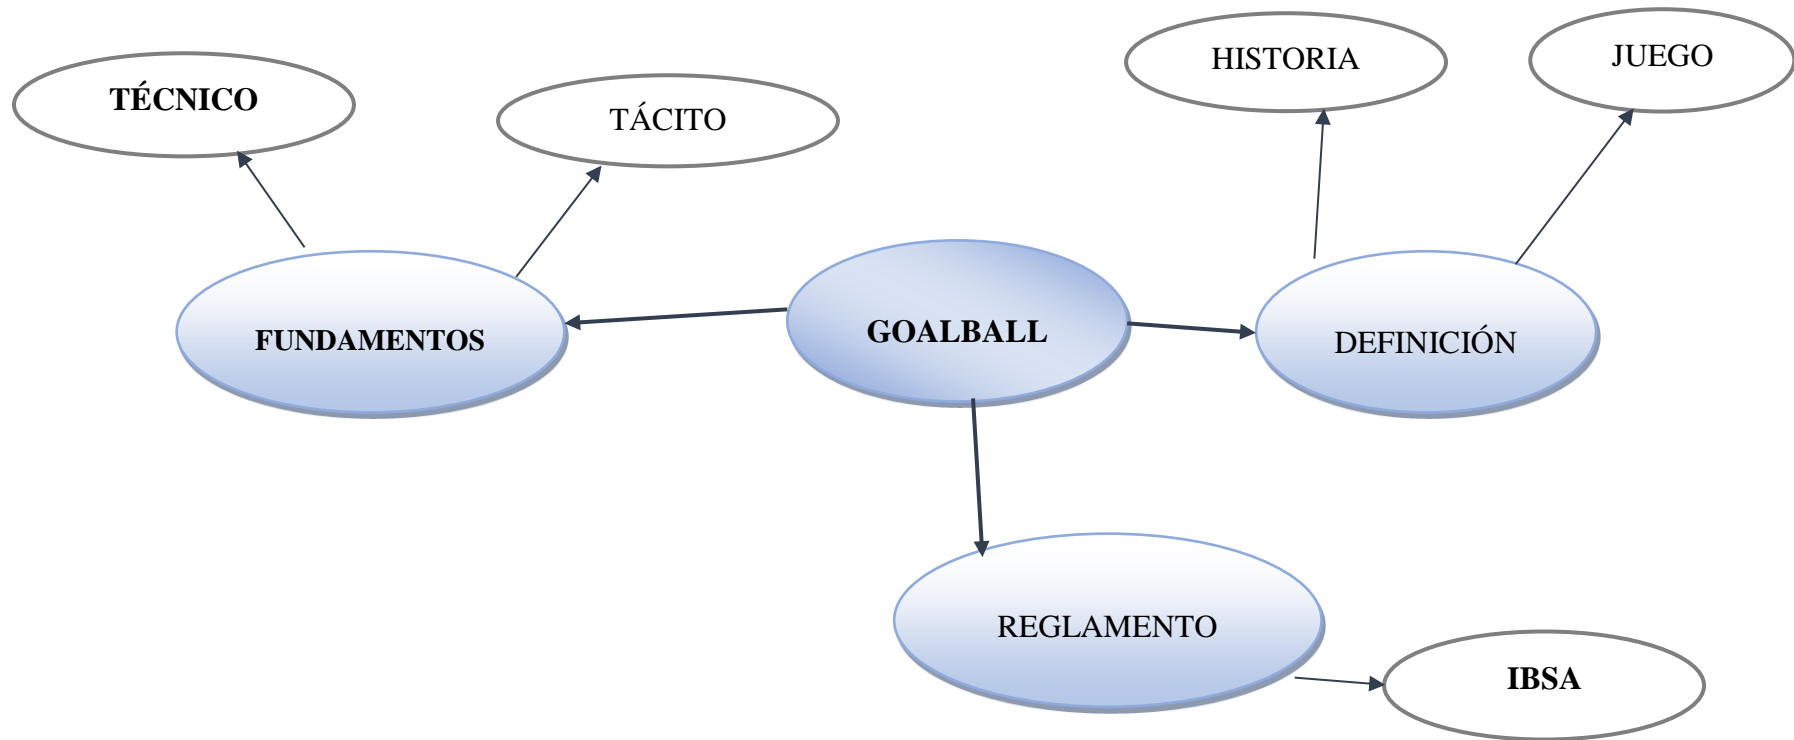 HISTORIA
JUEGO
TÉCNICO
TÁCITO
GOALBALL
FUNDAMENTOS
DEFINICIÓN
REGLAMENTO
IBSA